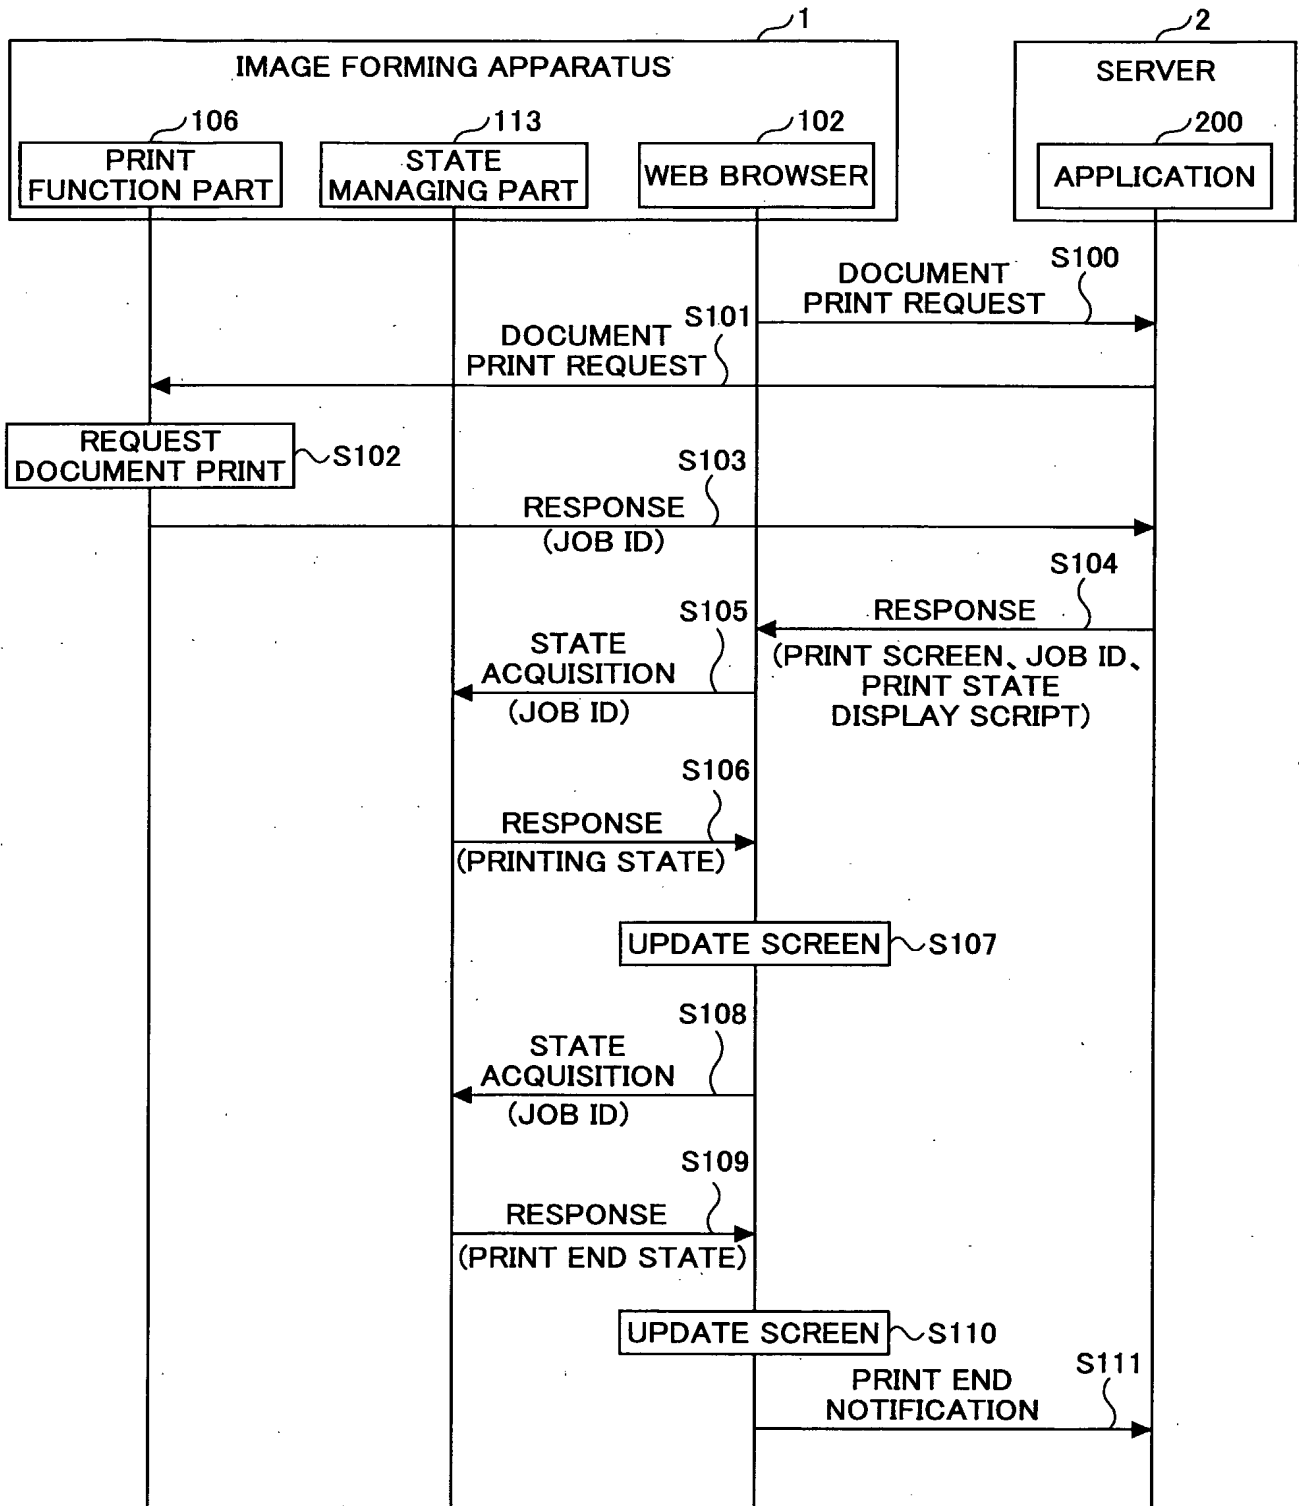 1
2
IMAGE FORMING APPARATUS
SERVER
106
113
102
200
PRINT
FUNCTION PART
STATE
MANAGING PART
WEB BROWSER
APPLICATION
S100
DOCUMENT
PRINT REQUEST
S101
DOCUMENT
PRINT REQUEST
REQUEST
DOCUMENT PRINT
S102
S103
RESPONSE
(JOB ID)
S104
RESPONSE
(PRINT SCREEN、JOB ID、
PRINT STATE
DISPLAY SCRIPT)
S105
STATE
ACQUISITION
(JOB ID)
S106
RESPONSE
(PRINTING STATE)
UPDATE SCREEN
S107
S108
STATE
ACQUISITION
(JOB ID)
S109
RESPONSE
(PRINT END STATE)
UPDATE SCREEN
S110
S111
PRINT END
NOTIFICATION